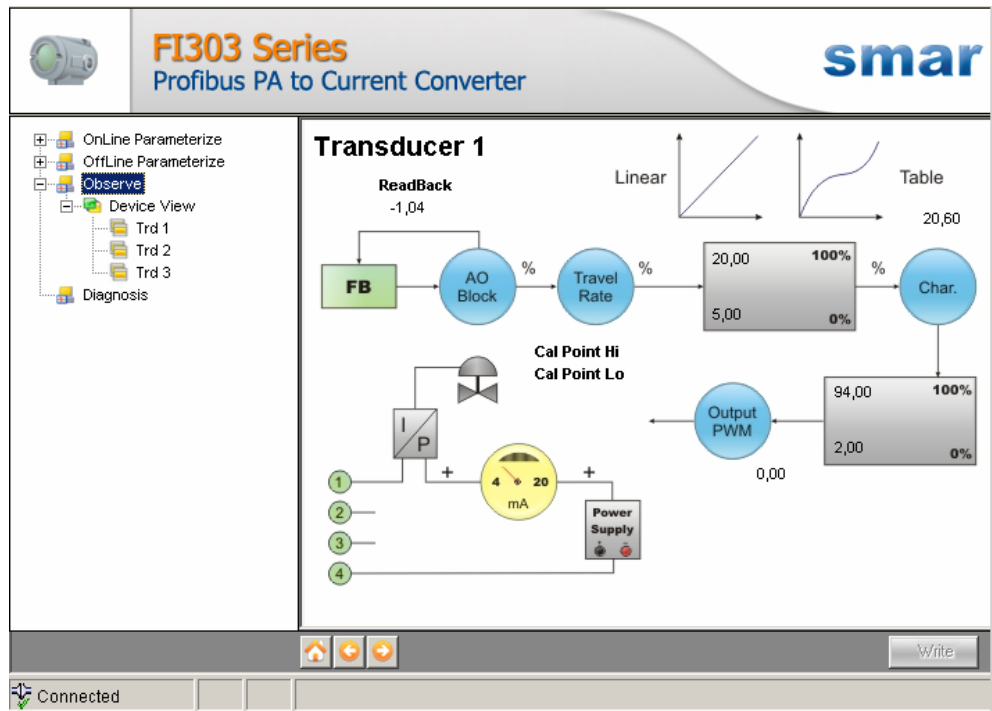 FI303 Series
Profibus PA to Current Converter
smar
OnLine Parameterize
OffLine Parameterize
Observe
Device View
Trd 1
Trd 2
Trd 3
Diagnosis
Transducer 1
ReadBack
-1,04
Linear
Table
20,60
FB
AO
Block
%
Travel
Rate
%
20,00 100%
5,00 0%
%
Char.
Cal Point Hi
Cal Point Lo
94,00 100%
2,00 0%
Output
PWM
0,00
I
P
+
4 20
mA
+
Power
Supply
- +
1
2
3
4
Write
Connected